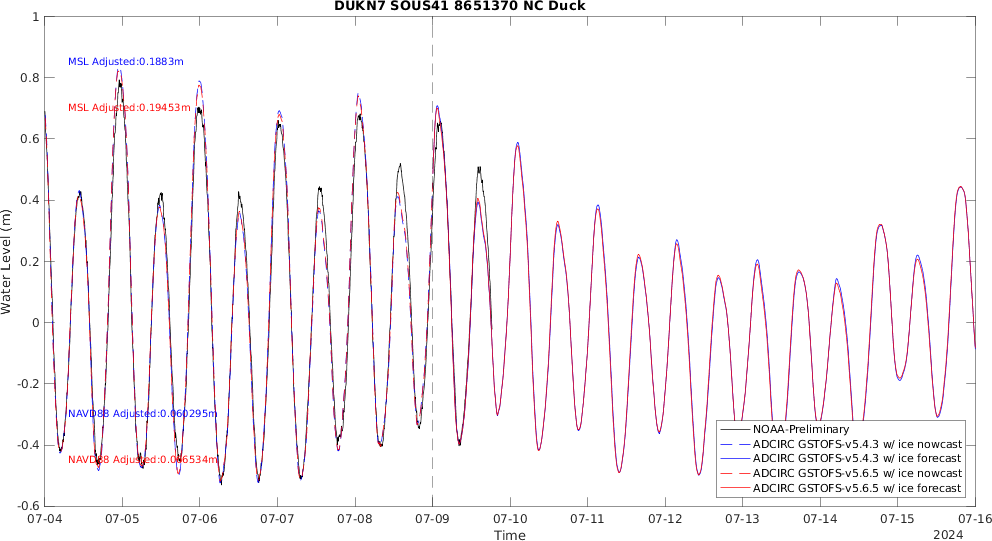 DUKN7 SOUS41 8651370 NC Duck
1
0.8
0.6
0.4
0.2
0
-0.2
-0.4
-0.6
Water Level (m)
MSL Adjusted:0.1883m
MSL Adjusted:0.19453m
NAVD88 Adjusted:0.060295m
NAVD88 Adjusted:0.066534m
NOAA-Preliminary
ADCIRC GSTOFS-v5.4.3 w/ ice nowcast
ADCIRC GSTOFS-v5.4.3 w/ ice forecast
ADCIRC GSTOFS-v5.6.5 w/ ice nowcast
ADCIRC GSTOFS-v5.6.5 w/ ice forecast
07-04 07-05 07-06 07-07 07-08 07-09 07-10 07-11 07-12 07-13 07-14 07-15 07-16
Time
2024